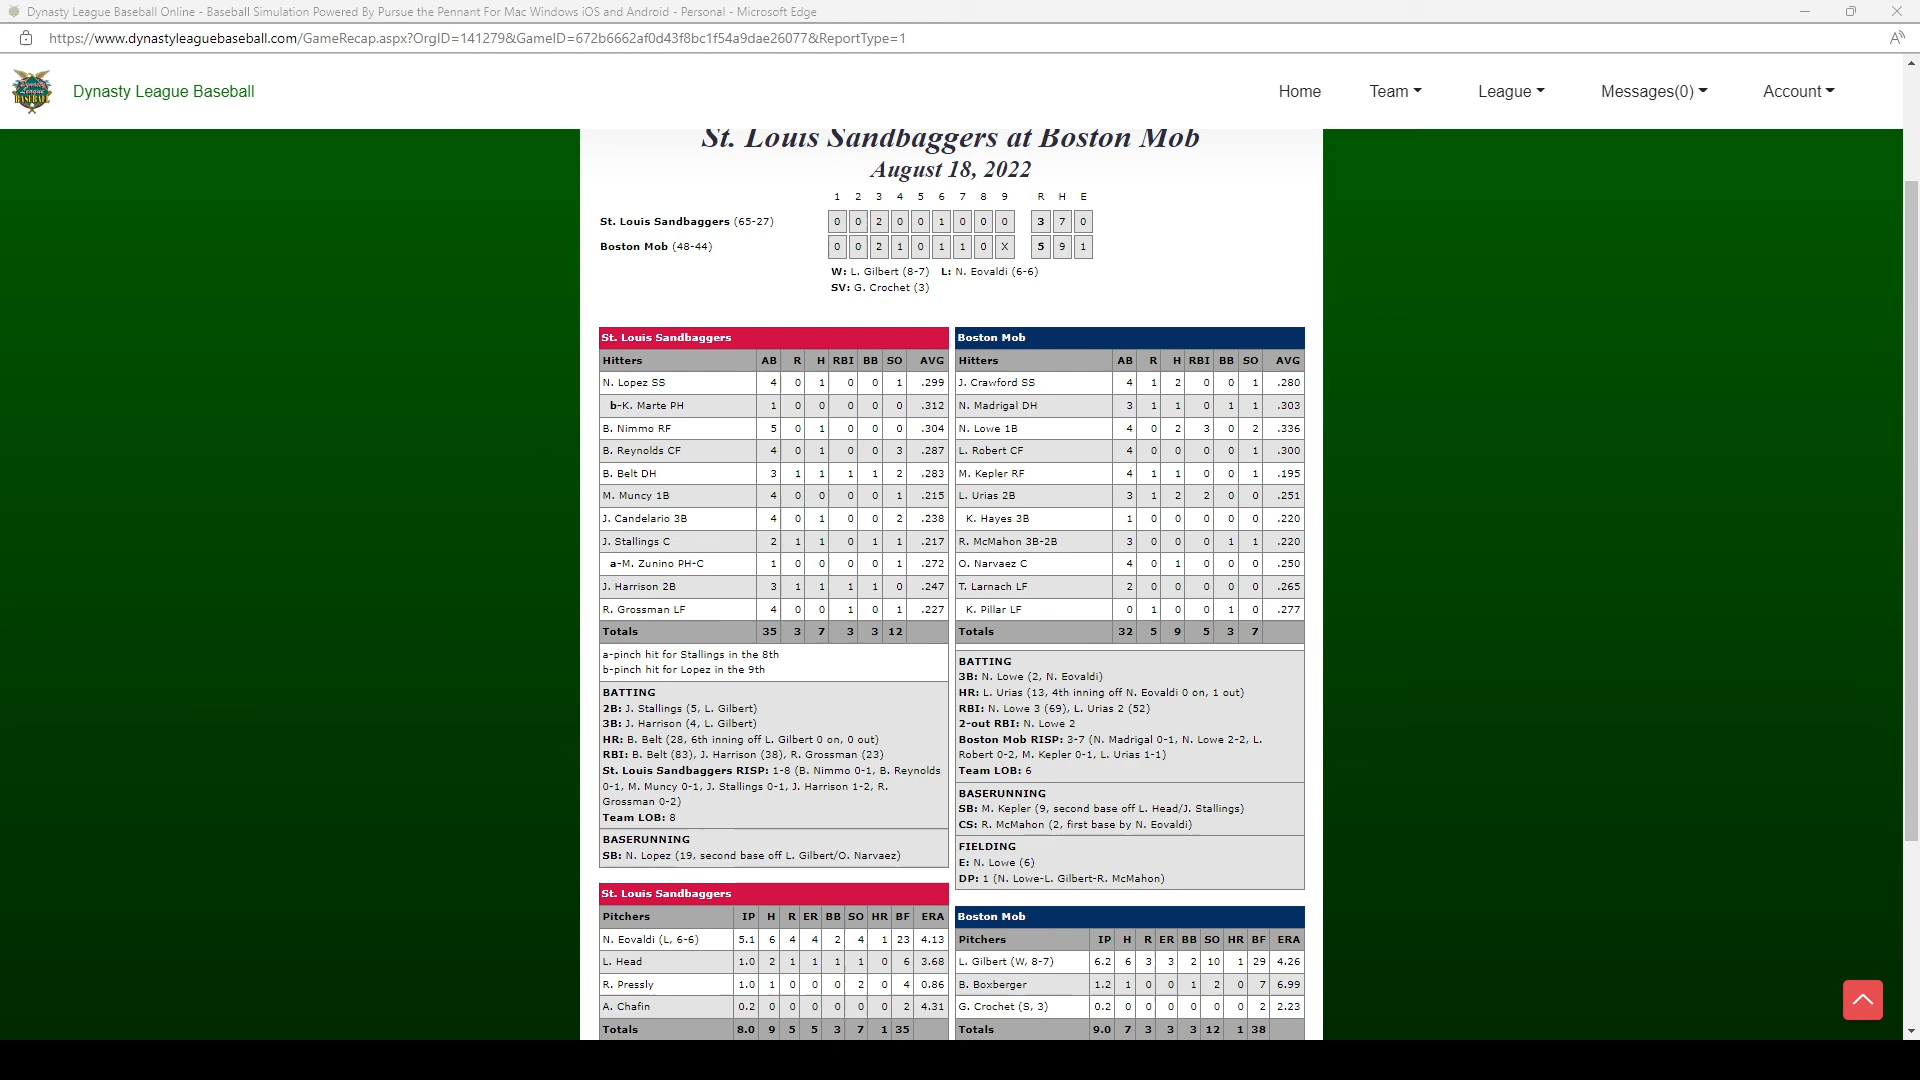 Dynasty League Baseball Online - Baseball Simulation Powered By Pursue the Pennant For Mac Windows iOS and Android - Personal - Microsoft Edge
https://www.dynastyleaguebaseball.com/GameRecap.aspx?OrgID=141279&GameID=672b6662af0d43f8bc1f54a9dae26077&ReportType=1
Dynasty League Baseball
Home Team League Messages(0) Account
St. Louis Sandbaggers at Boston Mob
August 18, 2022
1 2 3 4 5 6 7 8 9 R H E
St. Louis Sandbaggers (65-27) 0 0 2 0 0 1 0 0 0 3 7 0
Boston Mob (48-44) 0 0 2 1 0 1 1 0 X 5 9 1
W: L. Gilbert (8-7) L: N. Eovaldi (6-6)
SV: G. Crochet (3)
St. Louis Sandbaggers
Hitters AB R H RBI BB SO AVG
N. Lopez SS 4 0 1 0 0 1 .299
b-K. Marte PH 1 0 0 0 0 0 .312
B. Nimmo RF 5 0 1 0 0 0 .304
B. Reynolds CF 4 0 1 0 0 3 .287
B. Belt DH 3 1 1 1 1 2 .283
M. Muncy 1B 4 0 0 0 0 1 .215
J. Candelario 3B 4 0 1 0 0 2 .238
J. Stallings C 2 1 1 0 1 1 .217
a-M. Zunino PH-C 1 0 0 0 0 1 .272
J. Harrison 2B 3 1 1 1 1 0 .247
R. Grossman LF 4 0 0 1 0 1 .227
Totals 35 3 7 3 3 12
a-pinch hit for Stallings in the 8th
b-pinch hit for Lopez in the 9th
BATTING
2B: J. Stallings (5, L. Gilbert)
3B: J. Harrison (4, L. Gilbert)
HR: B. Belt (28, 6th inning off L. Gilbert 0 on, 0 out)
RBI: B. Belt (83), J. Harrison (38), R. Grossman (23)
St. Louis Sandbaggers RISP: 1-8 (B. Nimmo 0-1, B. Reynolds
0-1, M. Muncy 0-1, J. Stallings 0-1, J. Harrison 1-2, R.
Grossman 0-2)
Team LOB: 8
BASERUNNING
SB: N. Lopez (19, second base off L. Gilbert/O. Narvaez)
Boston Mob
Hitters AB R H RBI BB SO AVG
J. Crawford SS 4 1 2 0 0 1 .280
N. Madrigal DH 3 1 1 0 1 1 .303
N. Lowe 1B 4 0 2 3 0 2 .336
L. Robert CF 4 0 0 0 0 1 .300
M. Kepler RF 4 1 1 0 0 1 .195
L. Urias 2B 3 1 2 2 0 0 .251
K. Hayes 3B 1 0 0 0 0 0 .220
R. McMahon 3B-2B 3 0 0 0 1 1 .220
O. Narvaez C 4 0 1 0 0 0 .250
T. Larnach LF 2 0 0 0 0 0 .265
K. Pillar LF 0 1 0 0 1 0 .277
Totals 32 5 9 5 3 7
BATTING
3B: N. Lowe (2, N. Eovaldi)
HR: L. Urias (13, 4th inning off N. Eovaldi 0 on, 1 out)
RBI: N. Lowe 3 (69), L. Urias 2 (52)
2-out RBI: N. Lowe 2
Boston Mob RISP: 3-7 (N. Madrigal 0-1, N. Lowe 2-2, L.
Robert 0-2, M. Kepler 0-1, L. Urias 1-1)
Team LOB: 6
BASERUNNING
SB: M. Kepler (9, second base off L. Head/J. Stallings)
CS: R. McMahon (2, first base by N. Eovaldi)
FIELDING
E: N. Lowe (6)
DP: 1 (N. Lowe-L. Gilbert-R. McMahon)
St. Louis Sandbaggers
Pitchers IP H R ER BB SO HR BF ERA
N. Eovaldi (L, 6-6) 5.1 6 4 4 2 4 1 23 4.13
L. Head 1.0 2 1 1 1 1 0 6 3.68
R. Pressly 1.0 1 0 0 0 2 0 4 0.86
A. Chafin 0.2 0 0 0 0 0 0 2 4.31
Totals 8.0 9 5 5 3 7 1 35
Boston Mob
Pitchers IP H R ER BB SO HR BF ERA
L. Gilbert (W, 8-7) 6.2 6 3 3 2 10 1 29 4.26
B. Boxberger 1.2 1 0 0 1 2 0 7 6.99
G. Crochet (S, 3) 0.2 0 0 0 0 0 0 2 2.23
Totals 9.0 7 3 3 3 12 1 38